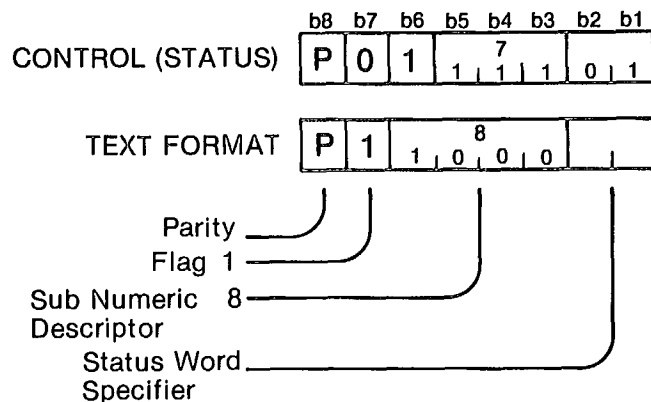 b8 b7 b6 b5 b4 b3 b2 b1
CONTROL (STATUS) P 0 1 7 1 1 1 0 1
TEXT FORMAT P 1 8 1 0 0 0
Parity
Flag 1
Sub Numeric 8
Descriptor
Status Word
Specifier